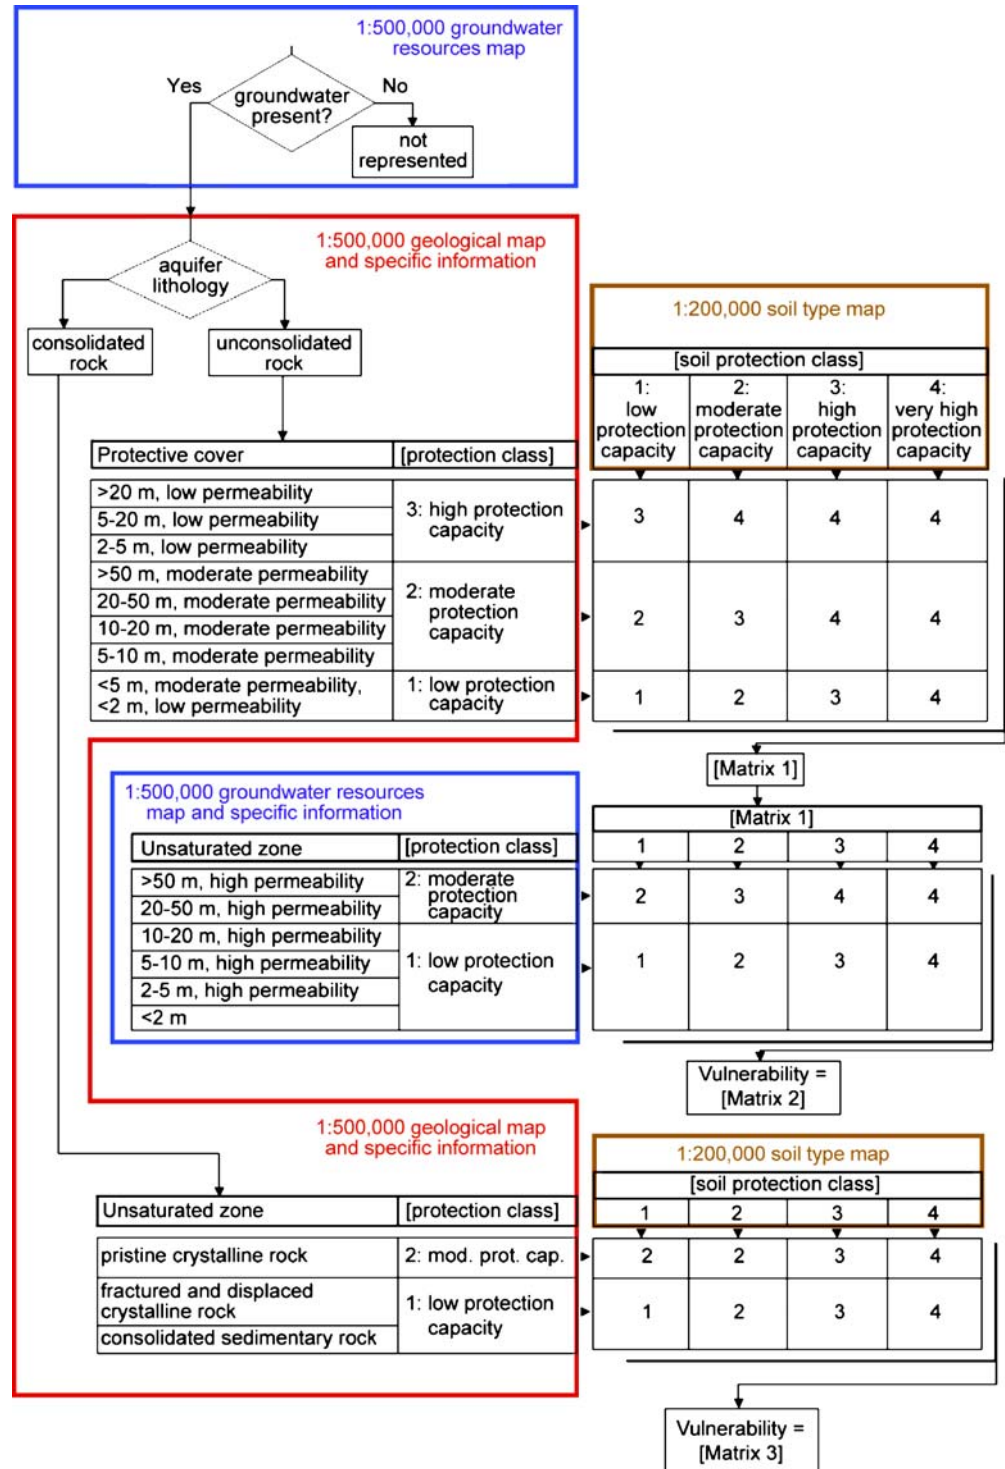 1:500,000 groundwater
resources map
Yes
No
groundwater
present?
not
represented
1:500,000 geological map
and specific information
aquifer
lithology
consolidated
rock
unconsolidated
rock
1:200,000 soil type map
[soil protection class]
1:
low
protection
capacity
2:
moderate
protection
capacity
3:
high
protection
capacity
4:
very high
protection
capacity
Protective cover
[protection class]
>20 m, low permeability
5-20 m, low permeability
2-5 m, low permeability
3: high protection
capacity
3 4 4 4
>50 m, moderate permeability
20-50 m, moderate permeability
10-20 m, moderate permeability
5-10 m, moderate permeability
2: moderate
protection
capacity
2 3 4 4
<5 m, moderate permeability,
<2 m, low permeability
1: low protection
capacity
1 2 3 4
[Matrix 1]
1:500,000 groundwater resources
map and specific information
[Matrix 1]
Unsaturated zone
[protection class]
1 2 3 4
>50 m, high permeability
20-50 m, high permeability
2: moderate
protection
capacity
2 3 4 4
10-20 m, high permeability
5-10 m, high permeability
2-5 m, high permeability
<2 m
1: low protection
capacity
1 2 3 4
Vulnerability =
[Matrix 2]
1:500,000 geological map
and specific information
1:200,000 soil type map
[soil protection class]
Unsaturated zone
[protection class]
1 2 3 4
pristine crystalline rock
2: mod. prot. cap.
2 2 3 4
fractured and displaced
crystalline rock
consolidated sedimentary rock
1: low protection
capacity
1 2 3 4
Vulnerability =
[Matrix 3]